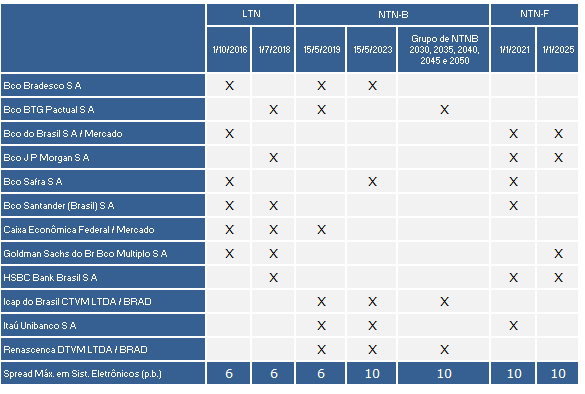 LTN NTN-B NTN-F
1/10/2016 1/7/2018 15/5/2019 15/5/2023 Grupo de NTNB 2030, 2035, 2040, 2045 e 2050 1/1/2021 1/1/2025
Bco Bradesco S A X X X
Bco BTG Pactual S A X X X
Bco do Brasil S A / Mercado X X X
Bco J P Morgan S A X X X
Bco Safra S A X X X
Bco Santander (Brasil) S A X X X
Caixa Econômica Federal / Mercado X X X
Goldman Sachs do Br Bco Multiplo S A X X X
HSBC Bank Brasil S A X X X
Icap do Brasil CTVM LTDA / BRAD X X X
Itaú Unibanco S A X X X
Renascenca DTVM LTDA / BRAD X X X
Spread Máx. em Sist. Eletrônicos (p.b.) 6 6 6 10 10 10 10